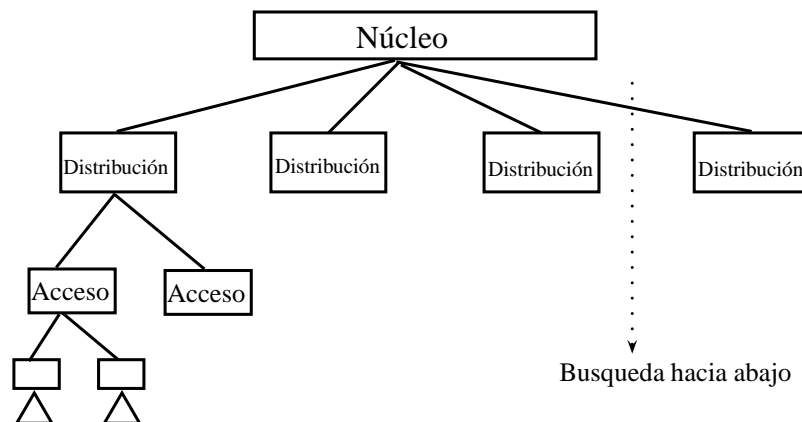 Núcleo
Distribución
Distribución
Distribución
Distribución
Acceso
Acceso
Busqueda hacia abajo